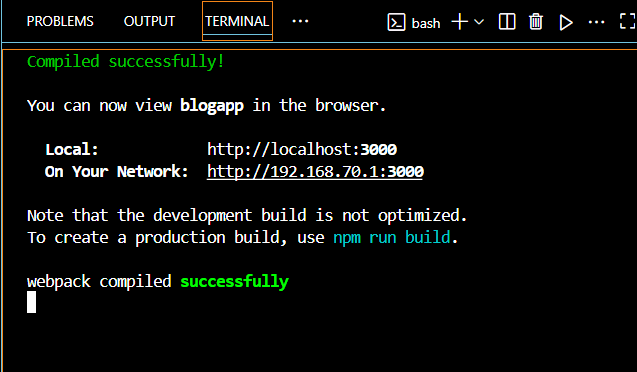 PROBLEMS OUTPUT TERMINAL ··· bash
Compiled successfully!
You can now view blogapp in the browser.
Local: http://localhost:3000
On Your Network: http://192.168.70.1:3000
Note that the development build is not optimized.
To create a production build, use npm run build.
webpack compiled successfully